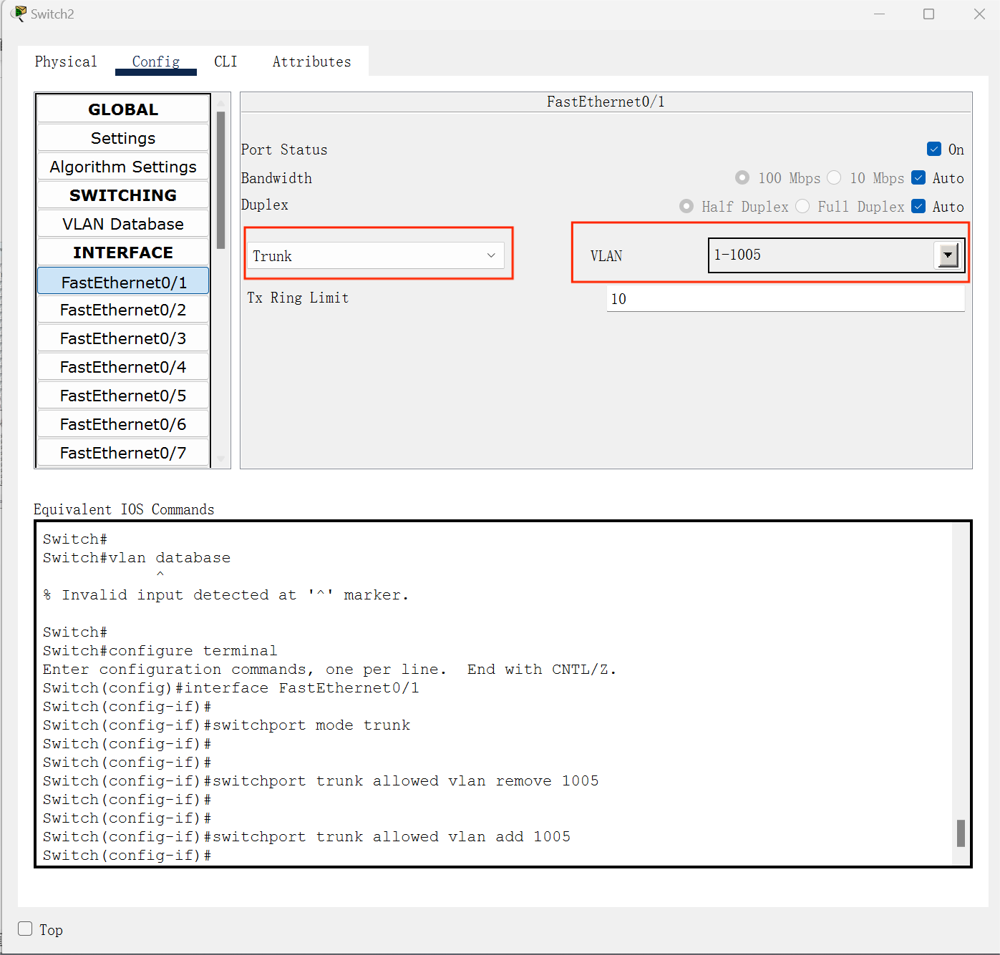 Switch2
Physical Config CLI Attributes
GLOBAL
Settings
Algorithm Settings
SWITCHING
VLAN Database
INTERFACE
FastEthernet0/1
FastEthernet0/2
FastEthernet0/3
FastEthernet0/4
FastEthernet0/5
FastEthernet0/6
FastEthernet0/7
FastEthernet0/1
Port Status On
Bandwidth 100 Mbps 10 Mbps Auto
Duplex Half Duplex Full Duplex Auto
Trunk VLAN 1-1005
Tx Ring Limit 10
Equivalent IOS Commands
Switch#
Switch#vlan database
^
% Invalid input detected at '^' marker.
Switch#
Switch#configure terminal
Enter configuration commands, one per line. End with CNTL/Z.
Switch(config)#interface FastEthernet0/1
Switch(config-if)#
Switch(config-if)#switchport mode trunk
Switch(config-if)#
Switch(config-if)#
Switch(config-if)#switchport trunk allowed vlan remove 1005
Switch(config-if)#
Switch(config-if)#
Switch(config-if)#switchport trunk allowed vlan add 1005
Switch(config-if)#
Top